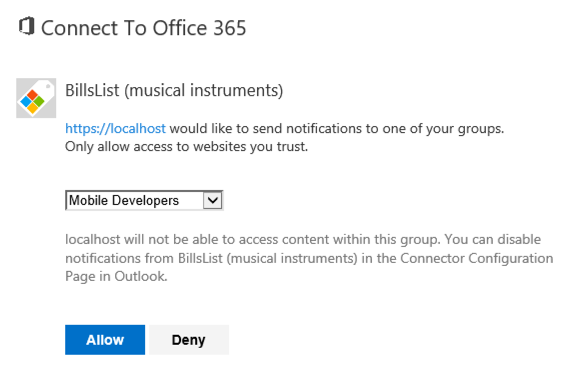 Connect To Office 365
BillsList (musical instruments)
https://localhost would like to send notifications to one of your groups.
Only allow access to websites you trust.
Mobile Developers
localhost will not be able to access content within this group. You can disable
notifications from BillsList (musical instruments) in the Connector Configuration
Page in Outlook.
Allow Deny